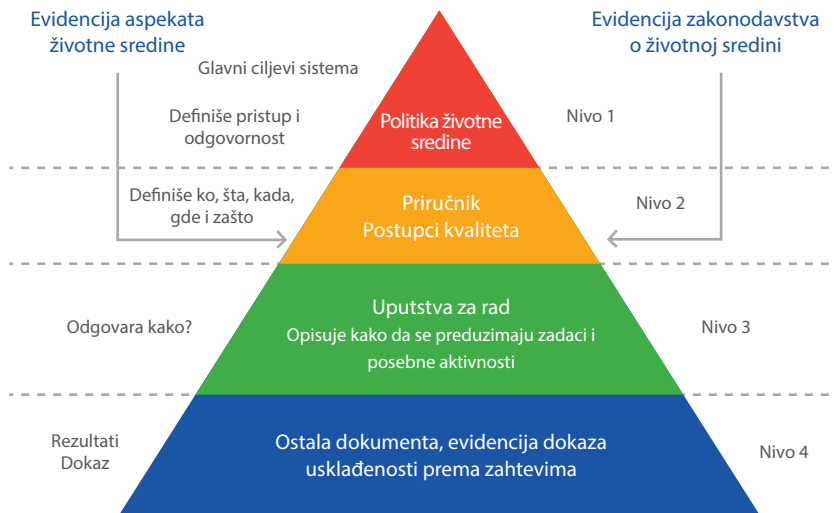 Evidencija aspekata
životne sredine
Evidencija zakonodavstva
o životnoj sredini
Glavni ciljevi sistema
Definiše pristup i
odgovornost
Politika životne
sredine
Nivo 1
Definiše ko, šta, kada,
gde i zašto
Priručnik
Postupci kvaliteta
Nivo 2
Odgovara kako?
Uputstva za rad
Opisuje kako da se preduzimaju zadaci i
posebne aktivnosti
Nivo 3
Rezultati
Dokaz
Ostala dokumenta, evidencija dokaza
usklađenosti prema zahtevima
Nivo 4